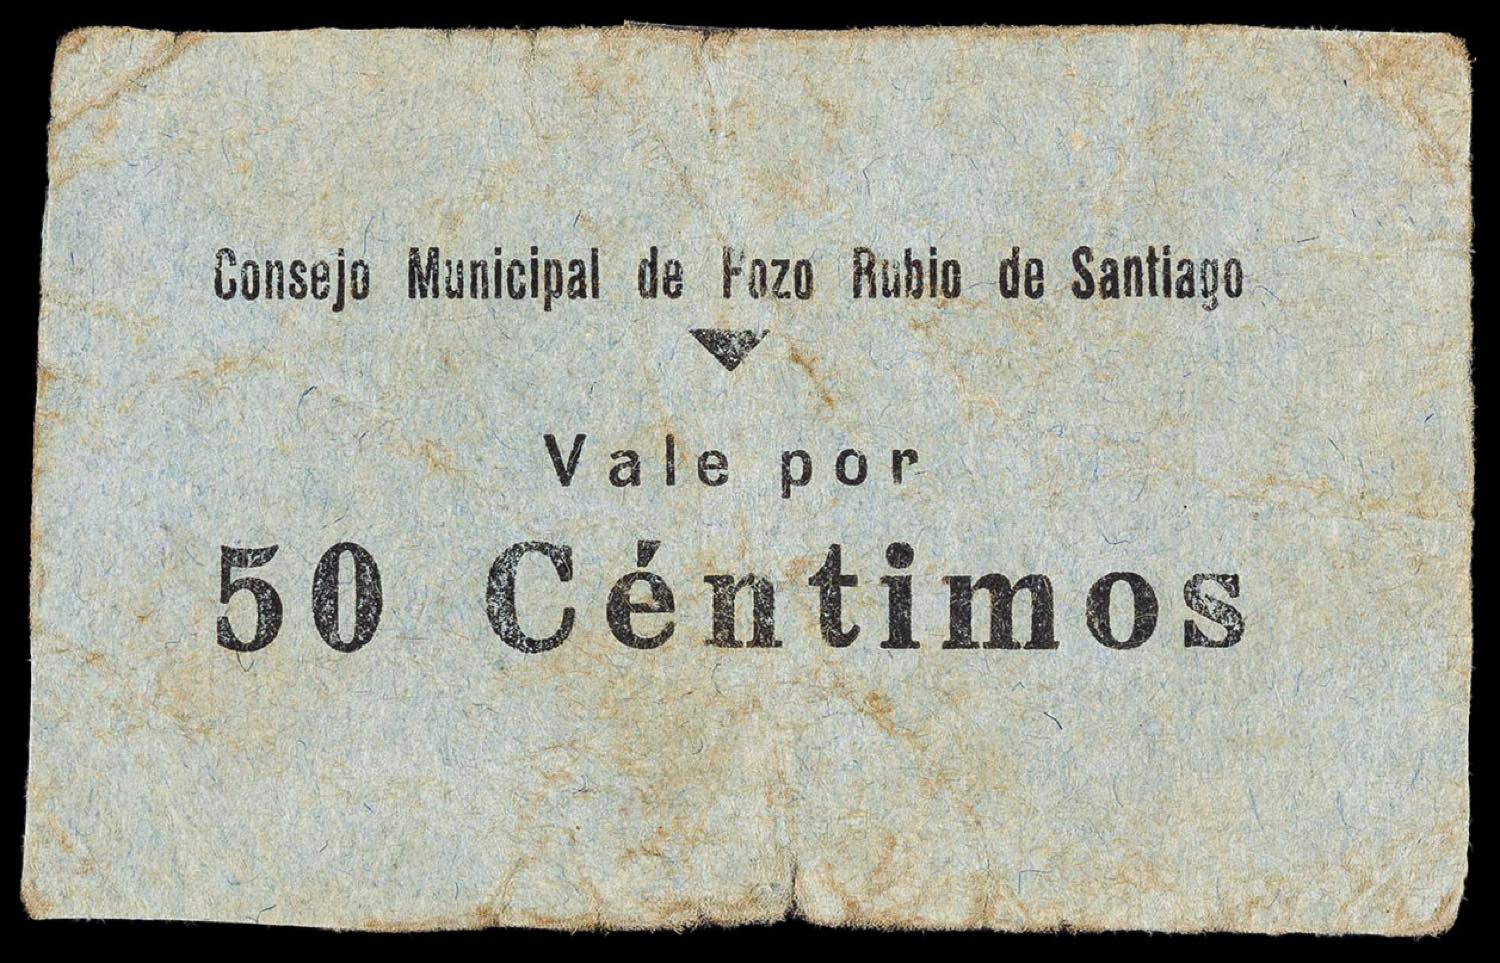 Consejo Municipal de Pozo Rubio de Santiago
Vale por
50 Céntimos